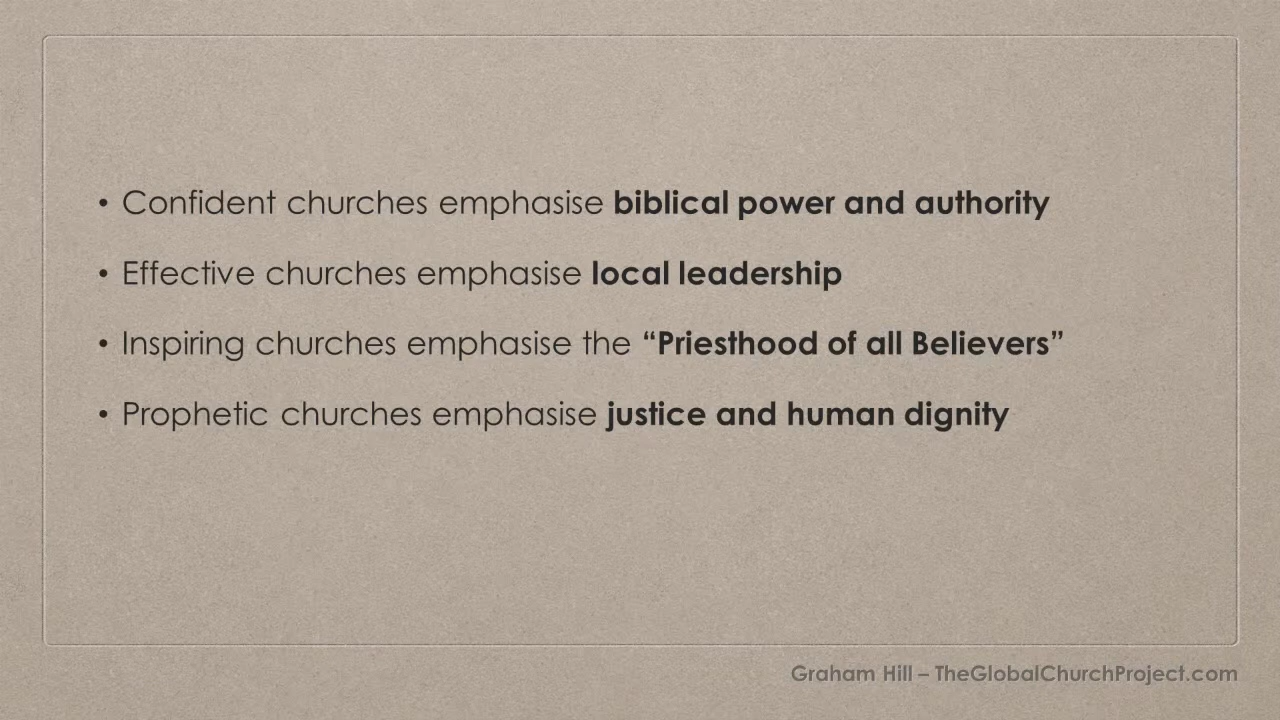 • Confident churches emphasise biblical power and authority
• Effective churches emphasise local leadership
• Inspiring churches emphasise the “Priesthood of all Believers”
• Prophetic churches emphasise justice and human dignity
Graham Hill – TheGlobalChurchProject.com